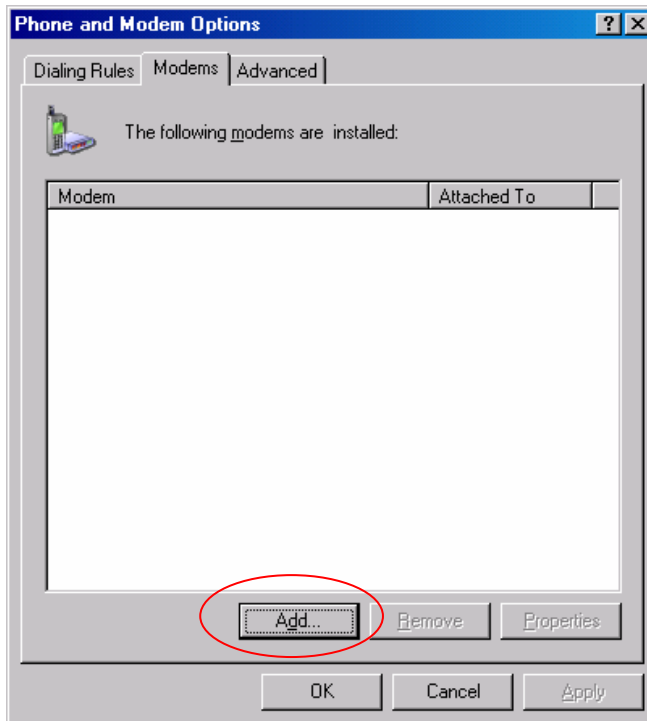 Phone and Modem Options
Dialing Rules Modems Advanced
The following modems are installed:
Modem Attached To
Add... Remove Properties
OK Cancel Apply